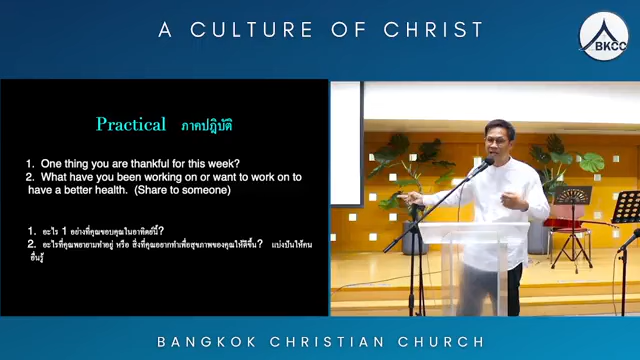 A CULTURE OF CHRIST
BKCC
Practical ภาคปฎิบัติ
1. One thing you are thankful for this week?
2. What have you been working on or want to work on to
have a better health. (Share to someone)
1. อะไร 1 อย่างที่คุณขอบคุณในอาทิตย์นี้?
2. อะไรที่คุณพยายามทำอยู่ หรือ สิ่งที่คุณอยากทำเพื่อสุขภาพของคุณให้ดีขึ้น? แบ่งปันให้คน
อื่นรู้
BANGKOK CHRISTIAN CHURCH